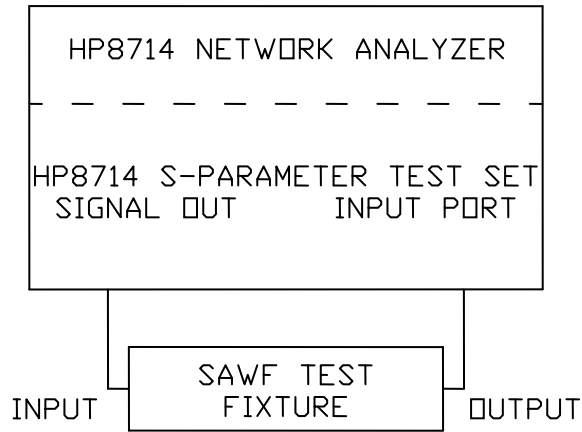 HP8714 NETWORK ANALYZER
HP8714 S-PARAMETER TEST SET
SIGNAL OUT INPUT PORT
SAWF TEST
FIXTURE
INPUT
OUTPUT